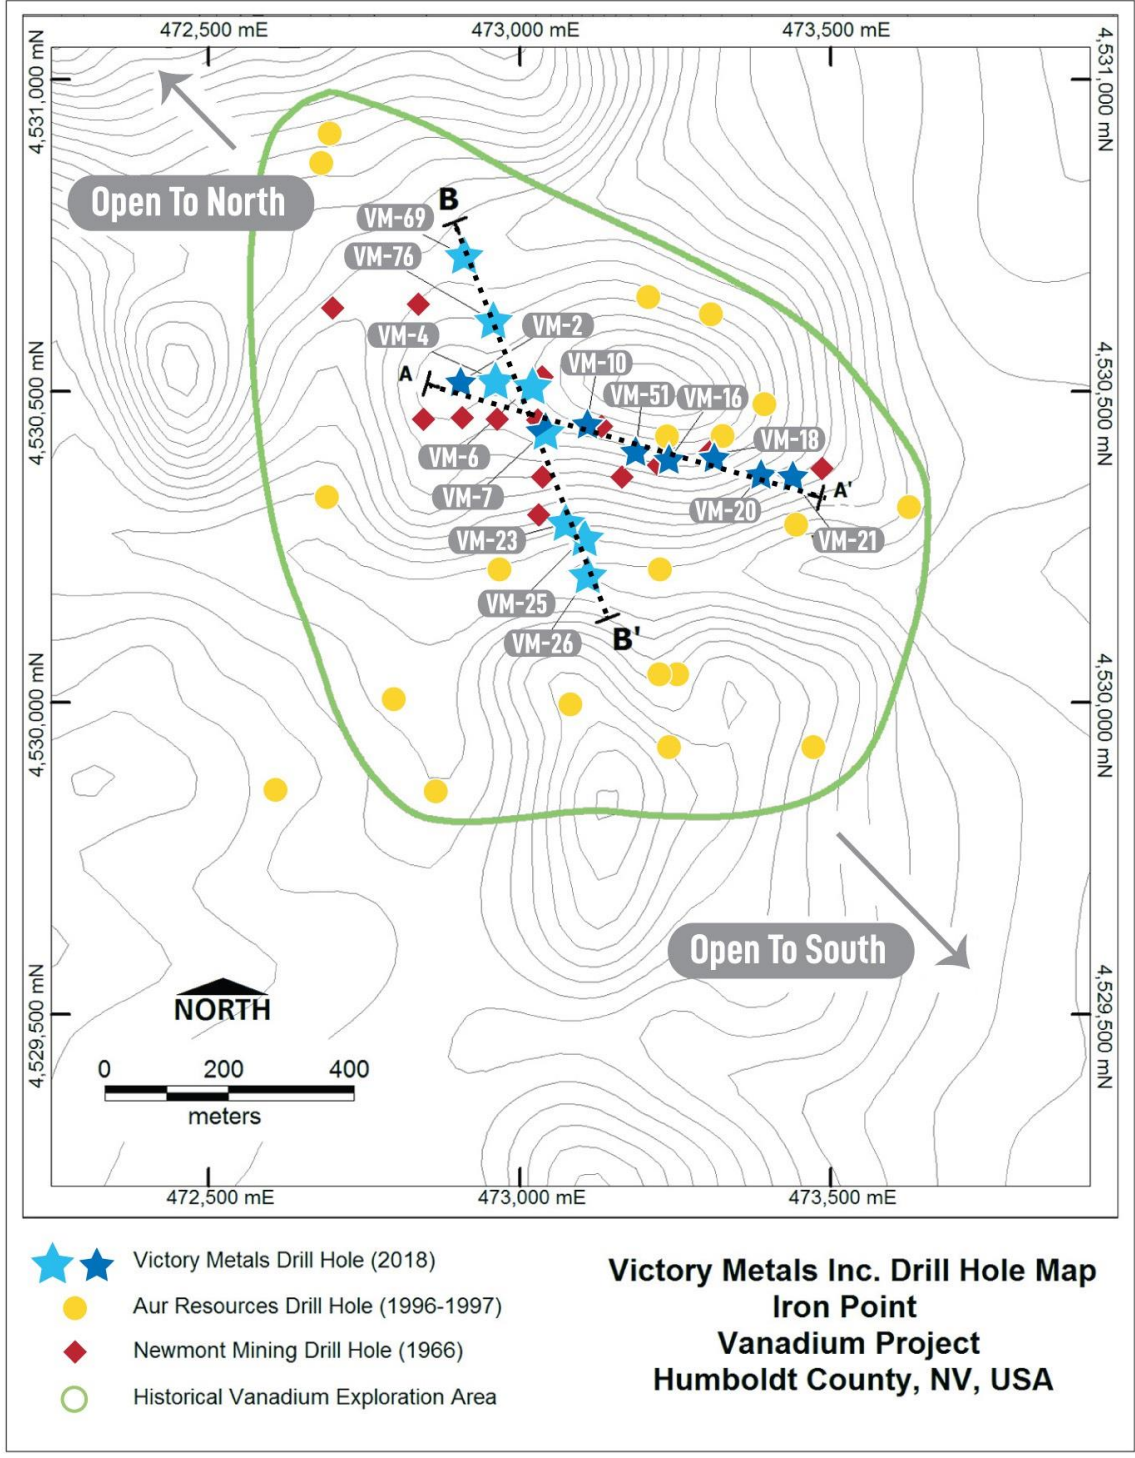 472,500 mE
473,000 mE
473,500 mE
4,531,000 mN
4,531,000 mN
Open To North
B
VM-69
VM-76
VM-2
VM-4
VM-10
A
VM-51
VM-16
4,530,500 mN
4,530,500 mN
VM-18
VM-6
VM-7
A'
VM-20
VM-23
VM-21
VM-25
B'
VM-26
4,530,000 mN
4,530,000 mN
Open To South
NORTH
4,529,500 mN
4,529,500 mN
0 200 400
meters
472,500 mE
473,000 mE
473,500 mE
Victory Metals Drill Hole (2018)
Aur Resources Drill Hole (1996-1997)
Newmont Mining Drill Hole (1966)
Historical Vanadium Exploration Area
Victory Metals Inc. Drill Hole Map
Iron Point
Vanadium Project
Humboldt County, NV, USA